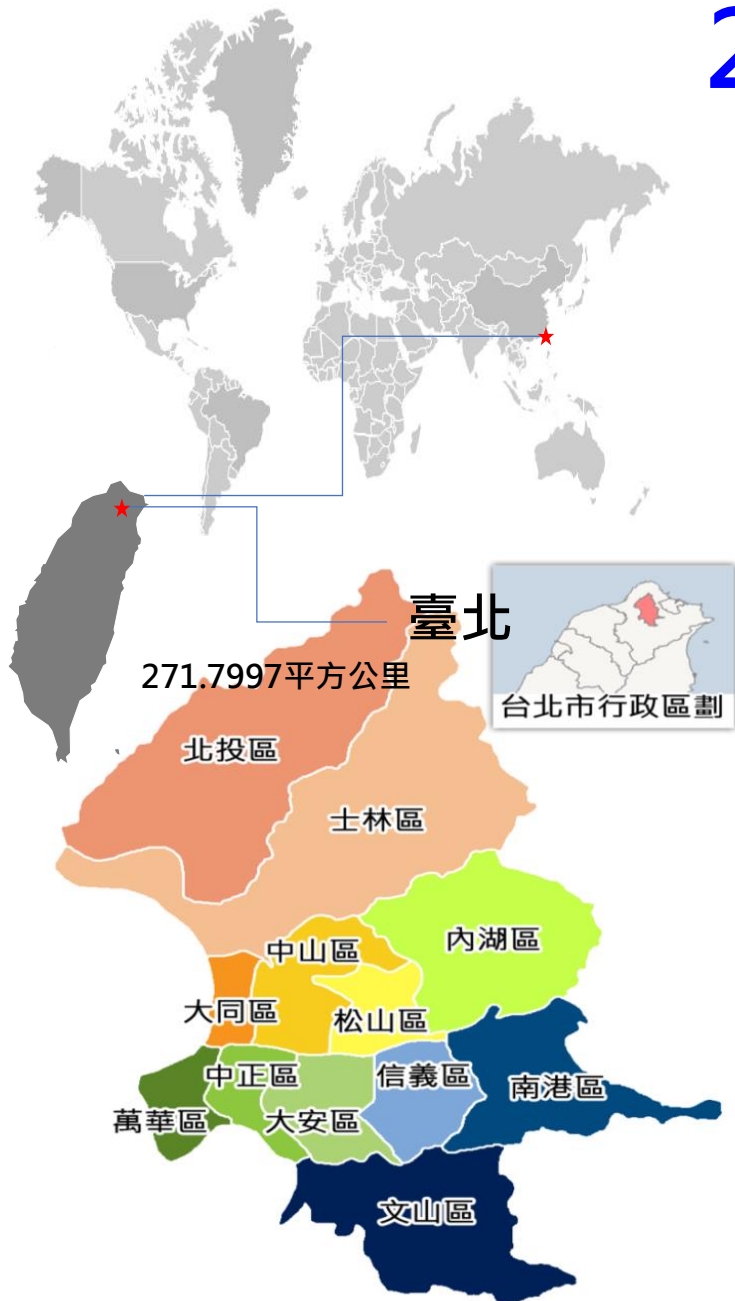 2
臺北
271.7997平方公里
台北市行政區劃
北投區
士林區
內湖區
中山區
大同區
松山區
中正區
信義區
南港區
萬華區
大安區
文山區